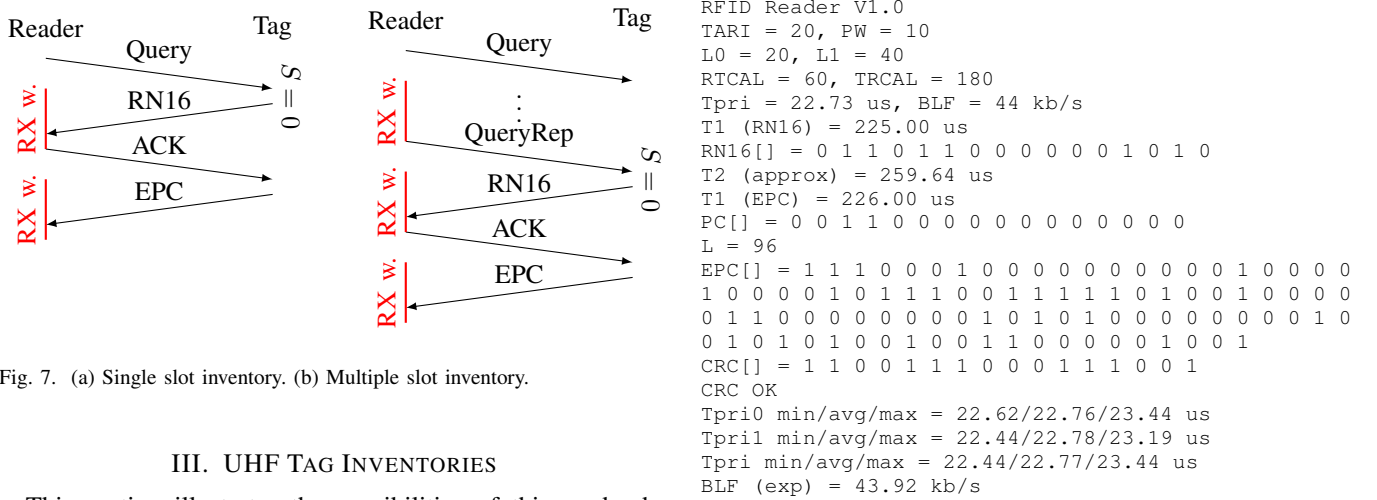 Reader
Tag
Query
S = 0
RX w.
RN16
ACK
RX w.
EPC
Reader
Tag
Query
RX w.
⋮
QueryRep
S = 0
RX w.
RN16
ACK
RX w.
EPC
Fig. 7. (a) Single slot inventory. (b) Multiple slot inventory.
III. UHF TAG INVENTORIES
RFID Reader V1.0
TARI = 20, PW = 10
L0 = 20, L1 = 40
RTCAL = 60, TRCAL = 180
Tpri = 22.73 us, BLF = 44 kb/s
T1 (RN16) = 225.00 us
RN16[] = 0 1 1 0 1 1 0 0 0 0 0 0 1 0 1 0
T2 (approx) = 259.64 us
T1 (EPC) = 226.00 us
PC[] = 0 0 1 1 0 0 0 0 0 0 0 0 0 0 0 0
L = 96
EPC[] = 1 1 1 0 0 0 1 0 0 0 0 0 0 0 0 0 0 1 0 0 0 0
1 0 0 0 0 1 0 1 1 1 0 0 1 1 1 1 1 0 1 0 0 1 0 0 0 0
0 1 1 0 0 0 0 0 0 0 0 1 0 1 0 1 0 0 0 0 0 0 0 0 1 0
0 1 0 1 0 1 0 0 1 0 0 1 1 0 0 0 0 0 1 0 0 1
CRC[] = 1 1 0 0 1 1 1 0 0 0 1 1 1 0 0 1
CRC OK
Tpri0 min/avg/max = 22.62/22.76/23.44 us
Tpri1 min/avg/max = 22.44/22.78/23.19 us
Tpri min/avg/max = 22.44/22.77/23.44 us
BLF (exp) = 43.92 kb/s